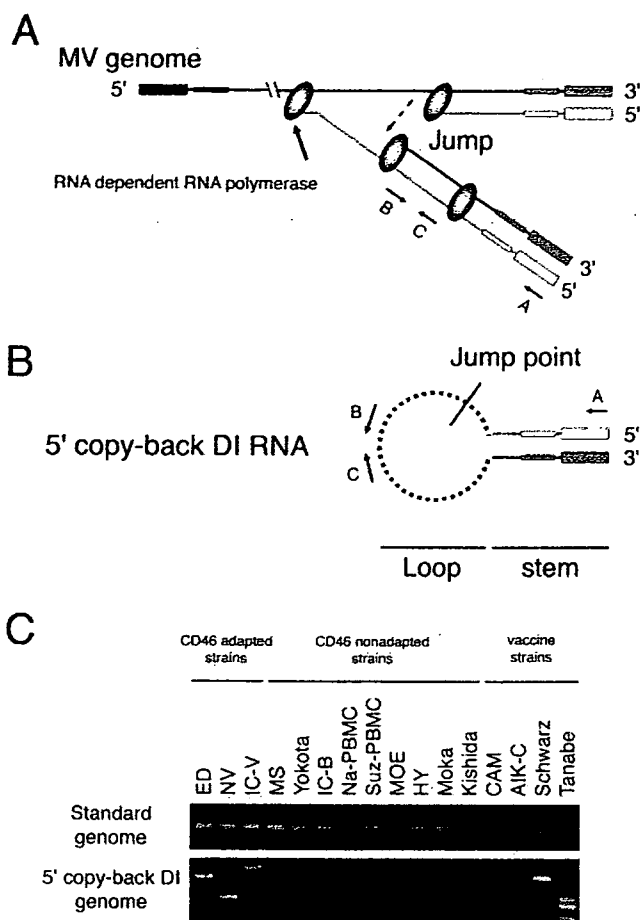 A
MV genome
5'
3'
5'
Jump
RNA dependent RNA polymerase
B
C
3'
5'
A
B
Jump point
A
B
5' copy-back DI RNA
5'
3'
C
Loop
stem
C
CD46 adapted strains
CD46 nonadapted strains
vaccine strains
ED
NV
IC-V
MS
Yokota
IC-B
Na-PBMC
Suz-PBMC
MOE
HY
Moka
Kishida
CAM
AIK-C
Schwarz
Tanabe
Standard genome
5' copy-back DI genome